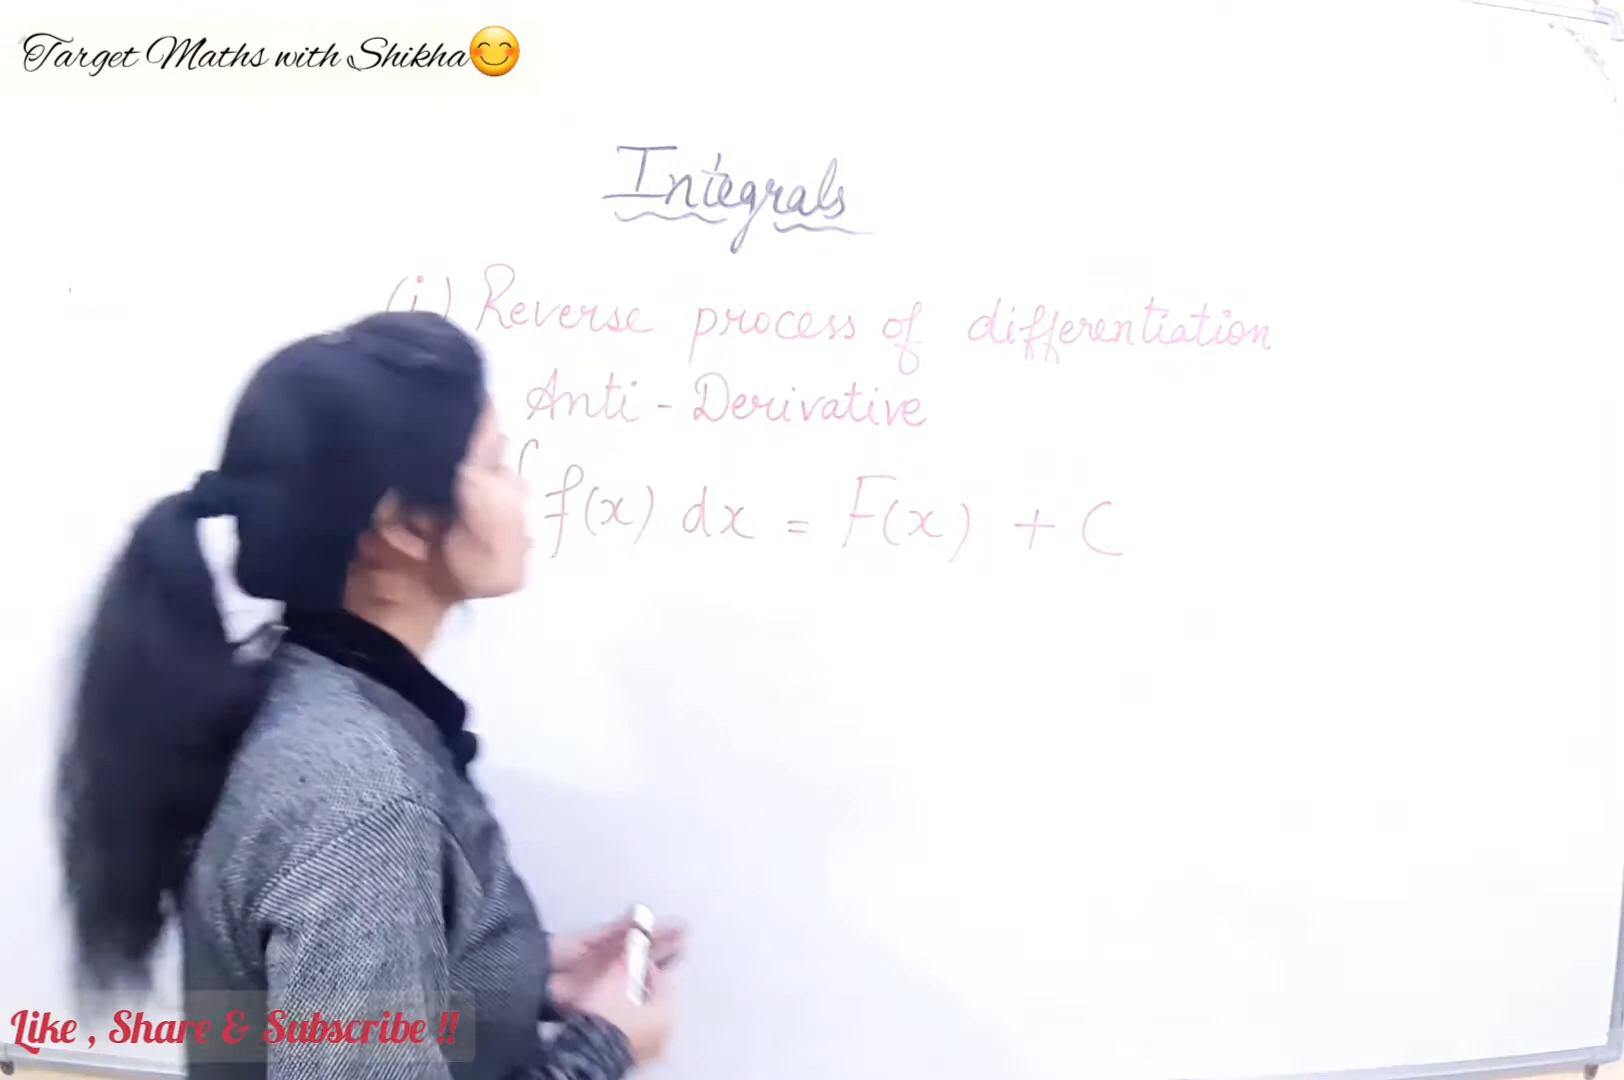 Target Maths with Shikha😊
Integrals
(i) Reverse process of differentiation
Anti - Derivative
∫ f(x) dx = F(x) + C
Like , Share & Subscribe !!